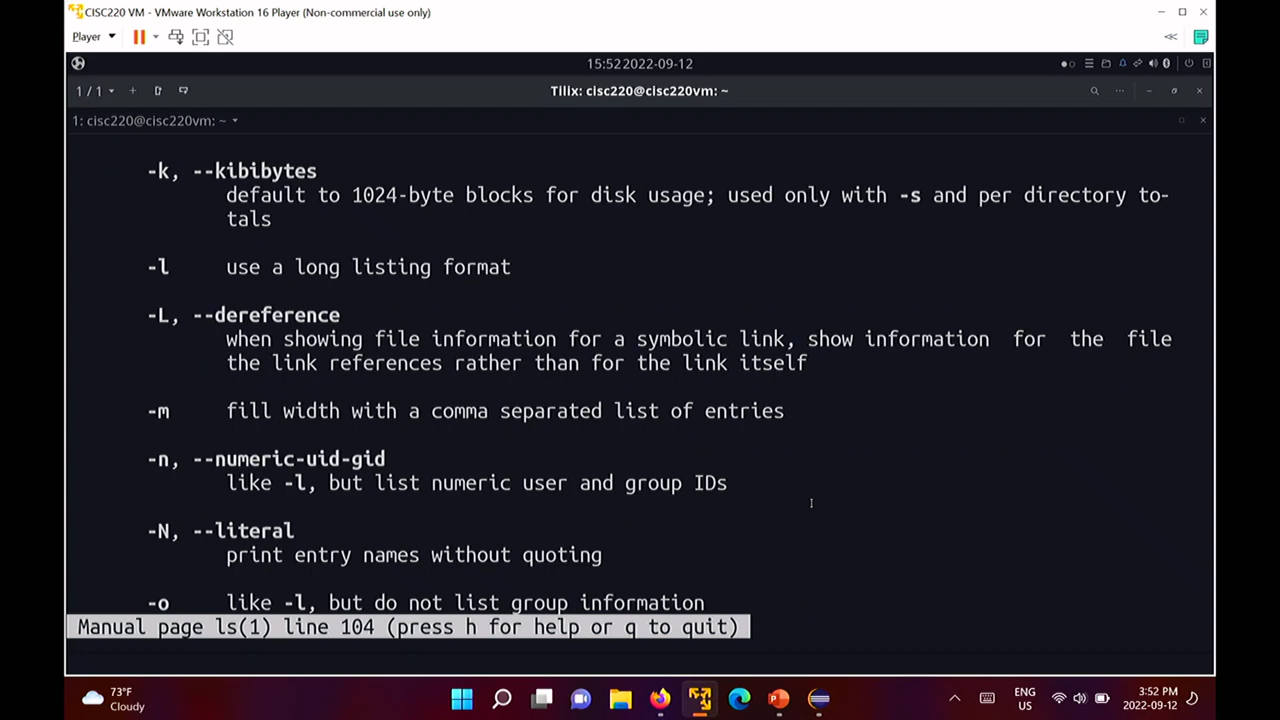 CISC220 VM - VMware Workstation 16 Player (Non-commercial use only)
Player
15:52 2022-09-12
1 / 1
Tilix: cisc220@cisc220vm: ~
1: cisc220@cisc220vm: ~
-k, --kibibytes
default to 1024-byte blocks for disk usage; used only with -s and per directory to-
tals
-l use a long listing format
-L, --dereference
when showing file information for a symbolic link, show information for the file
the link references rather than for the link itself
-m fill width with a comma separated list of entries
-n, --numeric-uid-gid
like -l, but list numeric user and group IDs
-N, --literal
print entry names without quoting
-o like -l, but do not list group information
Manual page ls(1) line 104 (press h for help or q to quit)
73°F
Cloudy
ENG
US
3:52 PM
2022-09-12